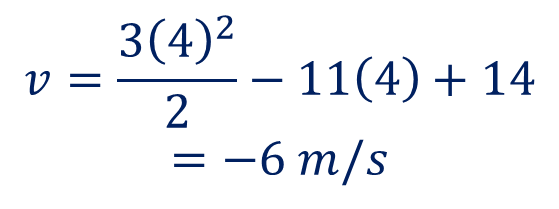 v = 3(4)²/2 − 11(4) + 14
= −6 m/s